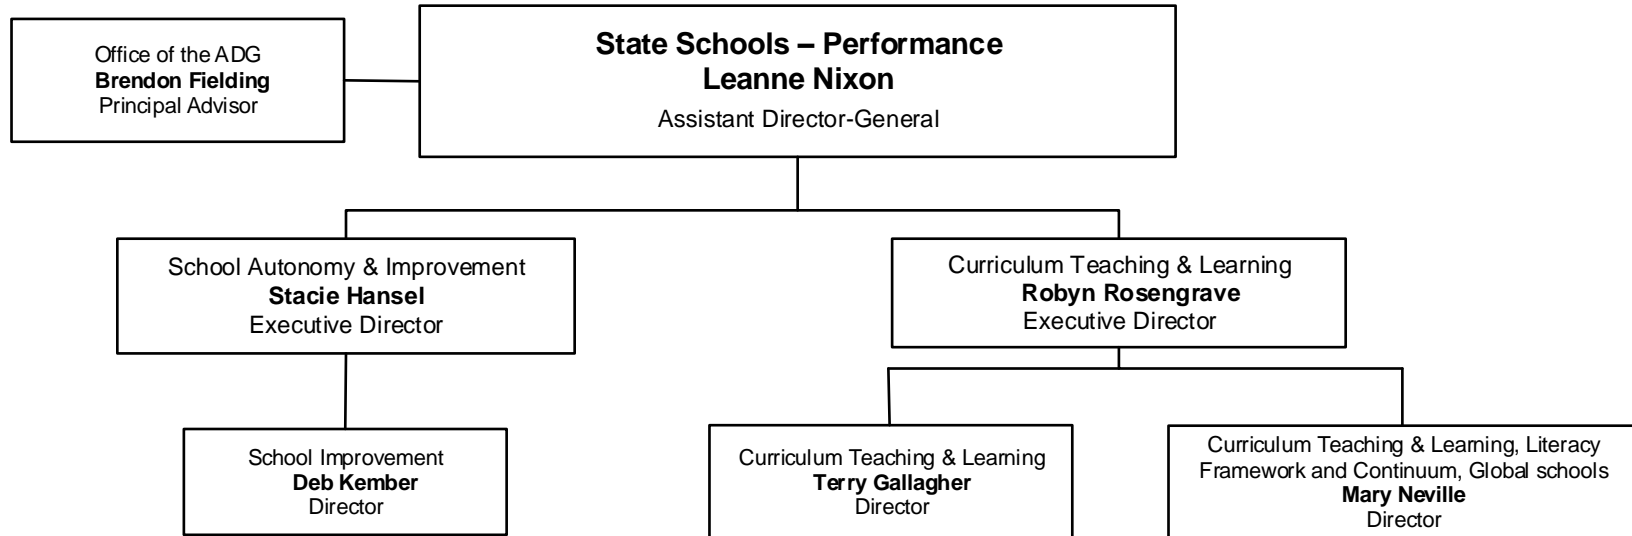 Office of the ADG
Brendon Fielding
Principal Advisor
State Schools – Performance
Leanne Nixon
Assistant Director-General
School Autonomy & Improvement
Stacie Hansel
Executive Director
Curriculum Teaching & Learning
Robyn Rosengrave
Executive Director
School Improvement
Deb Kember
Director
Curriculum Teaching & Learning
Terry Gallagher
Director
Curriculum Teaching & Learning, Literacy
Framework and Continuum, Global schools
Mary Neville
Director